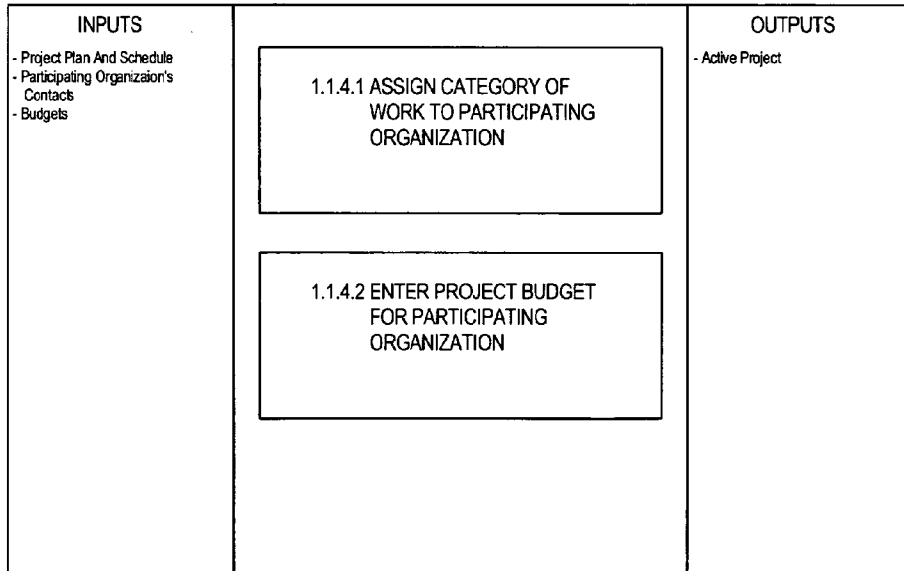 INPUTS
- Project Plan And Schedule
- Participating Organizaion's
Contacts
- Budgets
1.1.4.1 ASSIGN CATEGORY OF
WORK TO PARTICIPATING
ORGANIZATION
1.1.4.2 ENTER PROJECT BUDGET
FOR PARTICIPATING
ORGANIZATION
OUTPUTS
- Active Project